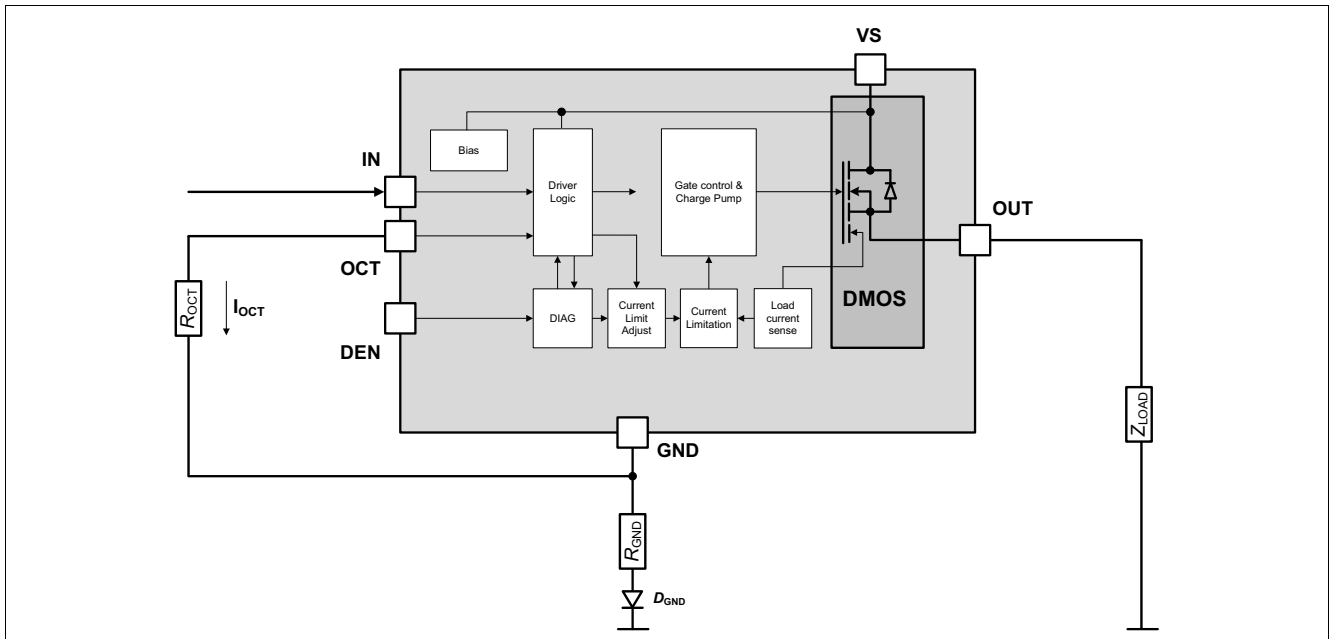 VS
IN
Bias
Driver
Logic
Gate control &
Charge Pump
OUT
OCT
R_OCT
I_OCT
DEN
DIAG
Current
Limit
Adjust
Current
Limitation
Load
current
sense
DMOS
GND
Z_LOAD
R_GND
D_GND